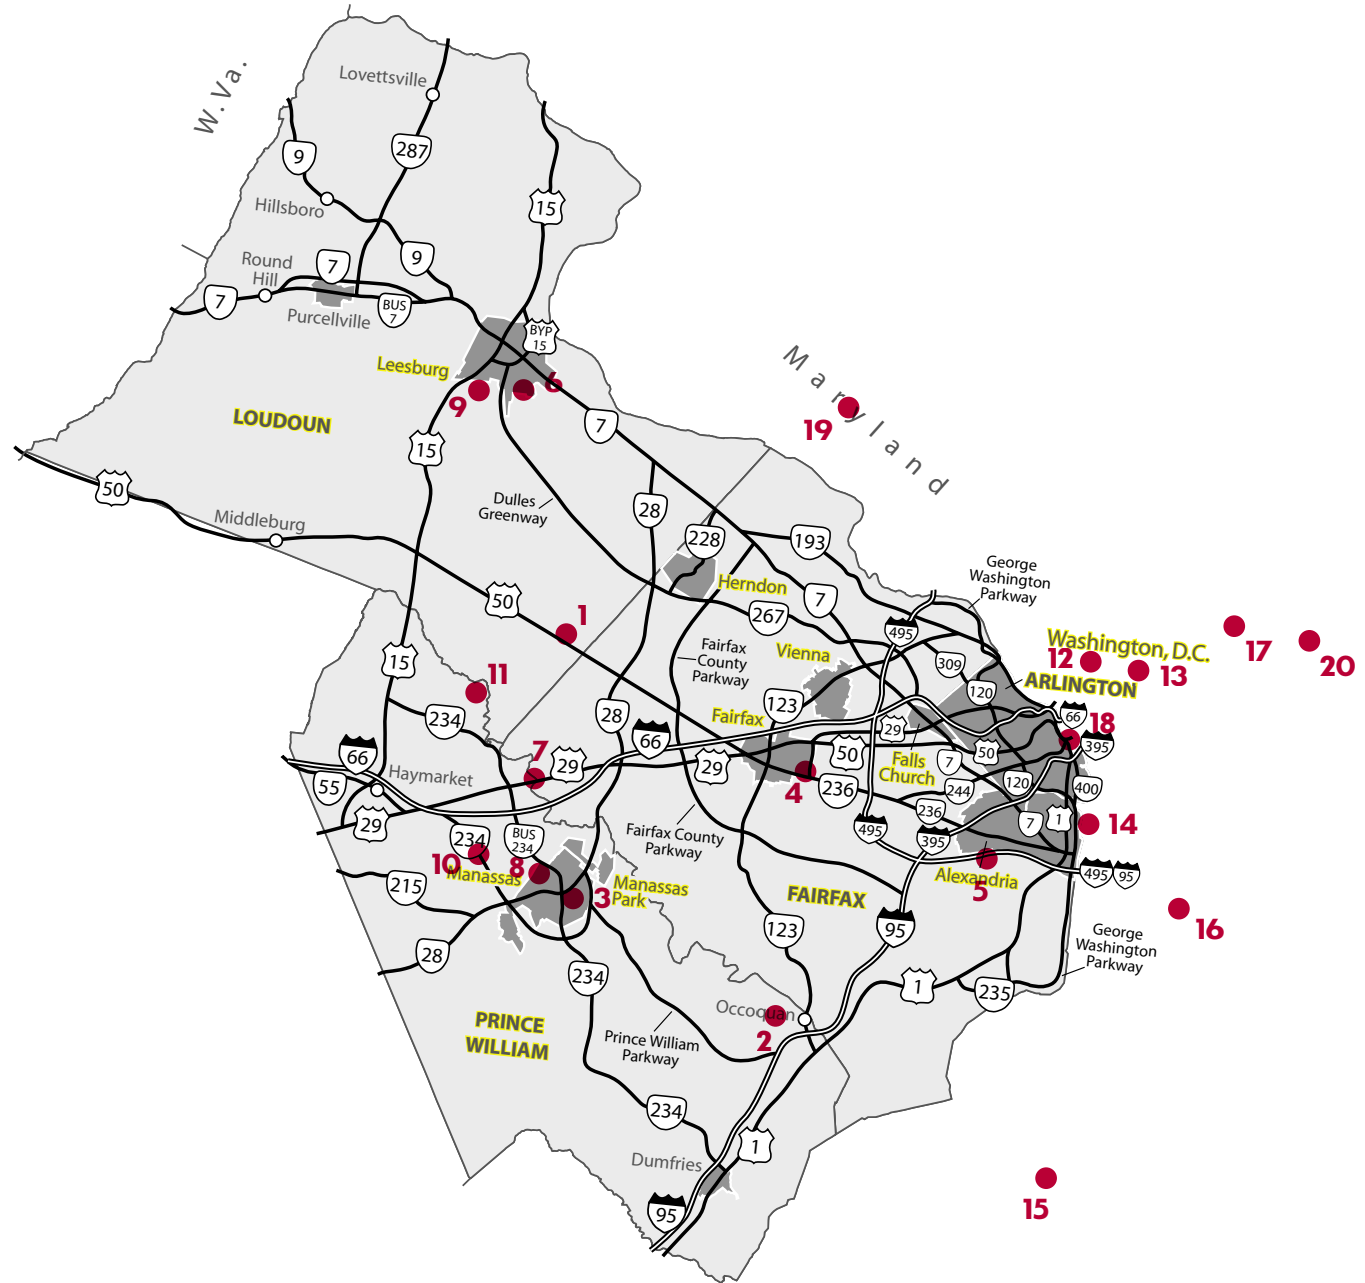 W. Va.
Lovettsville
9
287
15
Hillsboro
Round
Hill
7
9
7
BUS
7
Purcellville
BYP
15
Maryland
Leesburg
9
6
19
LOUDOUN
7
15
50
Dulles
Greenway
28
Middleburg
228
193
George
Washington
Parkway
Herndon
50
7
267
1
495
17
Washington, D.C.
20
Fairfax
County
Parkway
Vienna
15
309
12
13
11
120
ARLINGTON
123
234
28
Fairfax
66
18
29
66
395
66
7
29
29
50
50
Falls
Church
7
Haymarket
55
4
236
244
120
400
29
236
7
1
14
234
BUS
234
Fairfax County
Parkway
495
395
10
8
Manassas
215
Manassas
Park
3
Alexandria
5
495
95
FAIRFAX
16
123
95
28
George
Washington
Parkway
234
1
235
Occoquan
2
PRINCE
WILLIAM
Prince William
Parkway
234
1
Dumfries
15
95